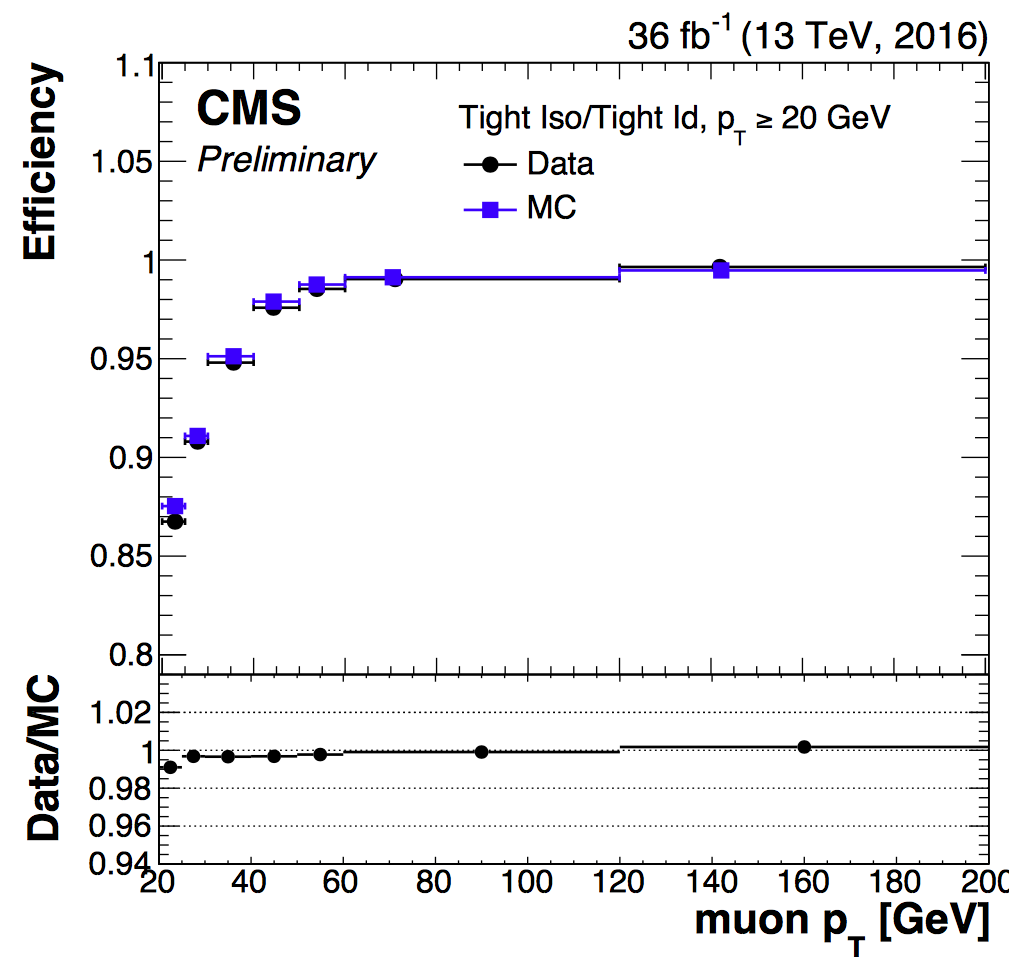 36 fb-1 (13 TeV, 2016)
Efficiency
CMS
Preliminary
Tight Iso/Tight Id, pT ≥ 20 GeV
Data
MC
1.1
1.05
1
0.95
0.9
0.85
0.8
Data/MC
1.02
1
0.98
0.96
0.94
20 40 60 80 100 120 140 160 180 200
muon pT [GeV]